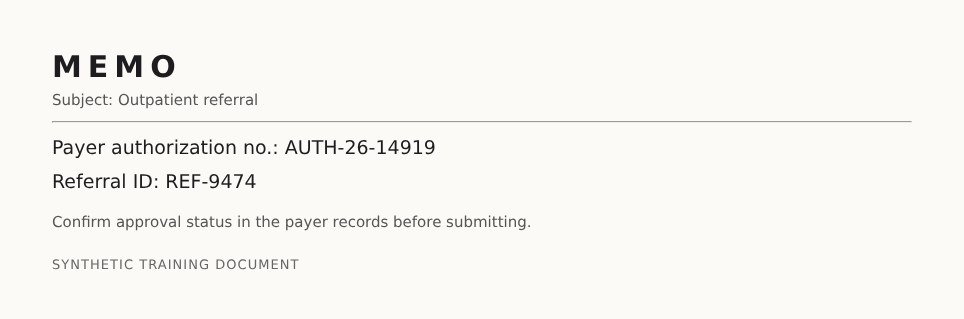 MEMO
Subject: Outpatient referral
Payer authorization no.: AUTH-26-14919
Referral ID: REF-9474
Confirm approval status in the payer records before submitting.
SYNTHETIC TRAINING DOCUMENT